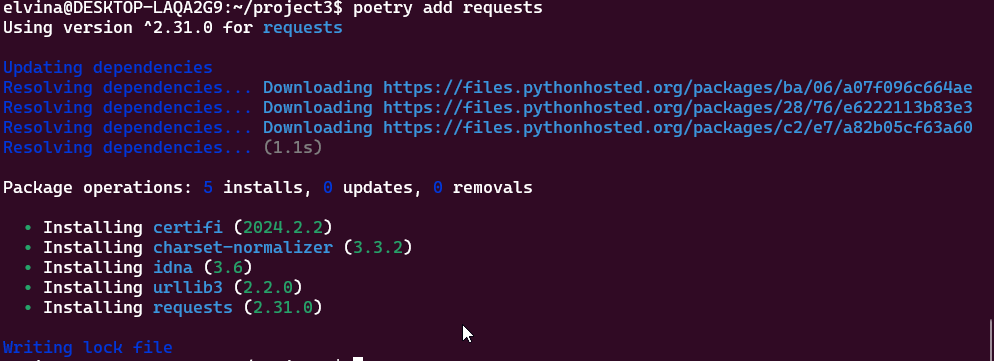 elvina@DESKTOP-LAQA2G9:~/project3$ poetry add requests
Using version ^2.31.0 for requests
Updating dependencies
Resolving dependencies... Downloading https://files.pythonhosted.org/packages/ba/06/a07f096c664ae
Resolving dependencies... Downloading https://files.pythonhosted.org/packages/28/76/e6222113b83e3
Resolving dependencies... Downloading https://files.pythonhosted.org/packages/c2/e7/a82b05cf63a60
Resolving dependencies... (1.1s)
Package operations: 5 installs, 0 updates, 0 removals
• Installing certifi (2024.2.2)
• Installing charset-normalizer (3.3.2)
• Installing idna (3.6)
• Installing urllib3 (2.2.0)
• Installing requests (2.31.0)
Writing lock file